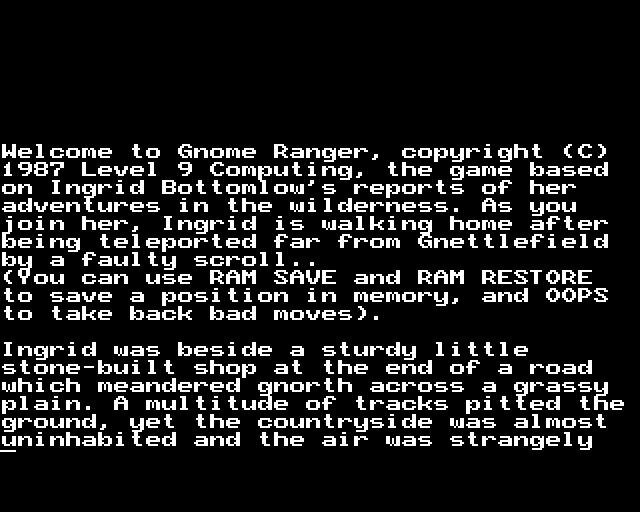 Welcome to Gnome Ranger, copyright (C)
1987 Level 9 Computing, the game based
on Ingrid Bottomlow's reports of her
adventures in the wilderness. As you
join her, Ingrid is walking home after
being teleported far from Gnettlefield
by a faulty scroll..
(You can use RAM SAVE and RAM RESTORE
to save a position in memory, and OOPS
to take back bad moves).

Ingrid was beside a sturdy little
stone-built shop at the end of a road
which meandered gnorth across a grassy
plain. A multitude of tracks pitted the
ground, yet the countryside was almost
uninhabited and the air was strangely